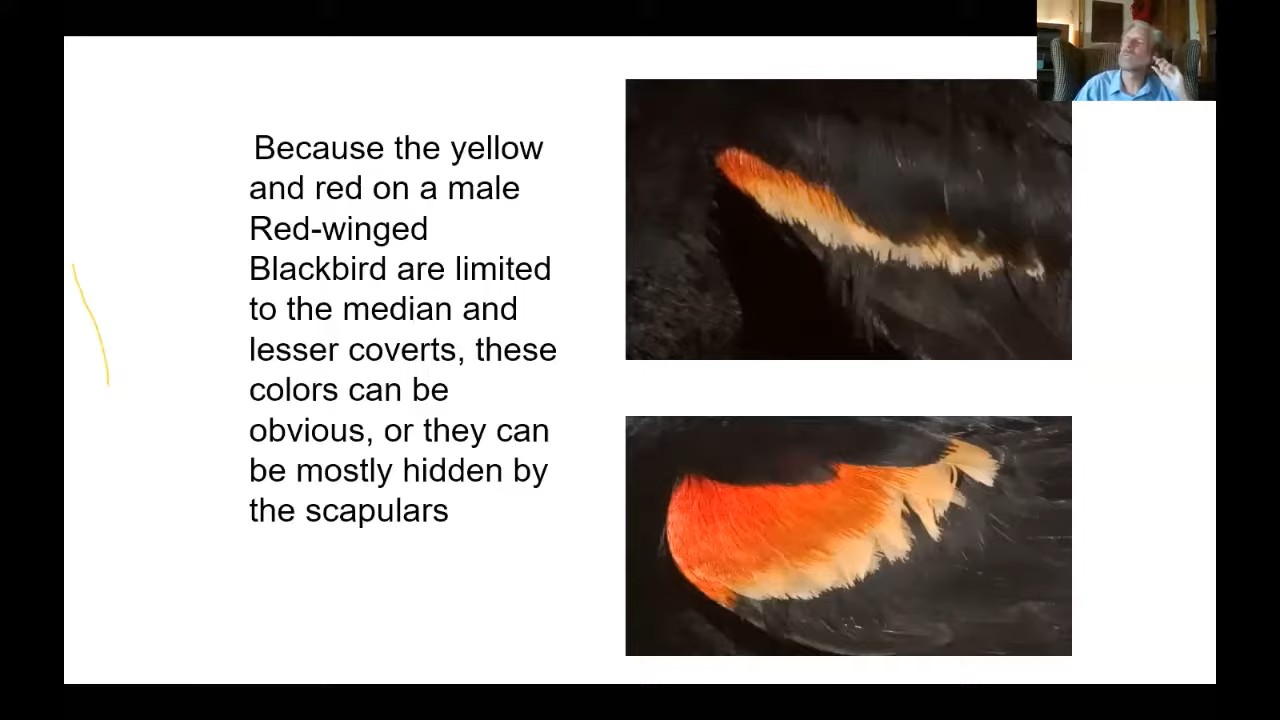 Because the yellow
and red on a male
Red-winged
Blackbird are limited
to the median and
lesser coverts, these
colors can be
obvious, or they can
be mostly hidden by
the scapulars